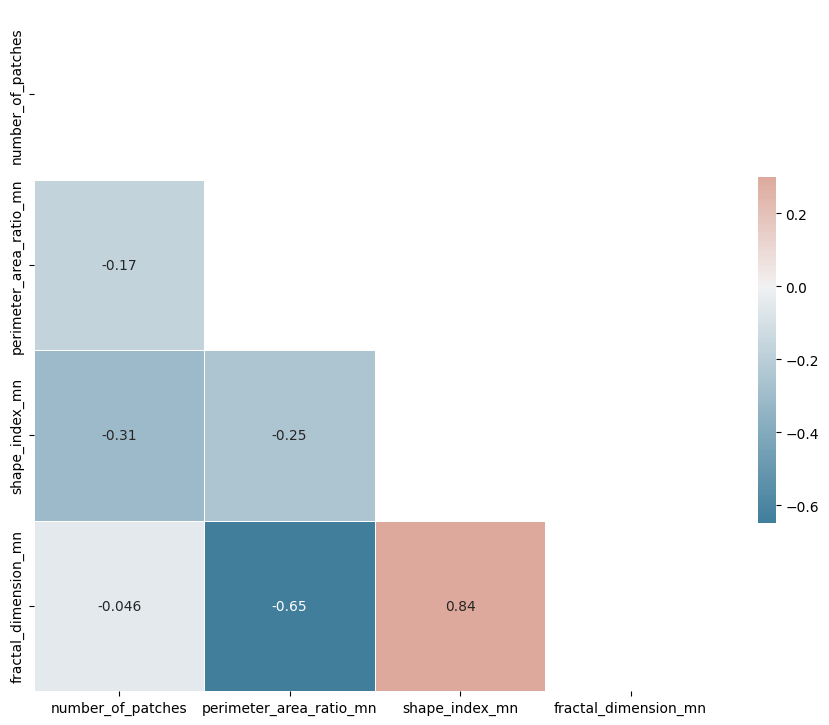 number_of_patches
perimeter_area_ratio_mn
shape_index_mn
fractal_dimension_mn
-0.17
-0.31 -0.25
-0.046 -0.65 0.84
number_of_patches perimeter_area_ratio_mn shape_index_mn fractal_dimension_mn
0.2
0.0
−0.2
−0.4
−0.6